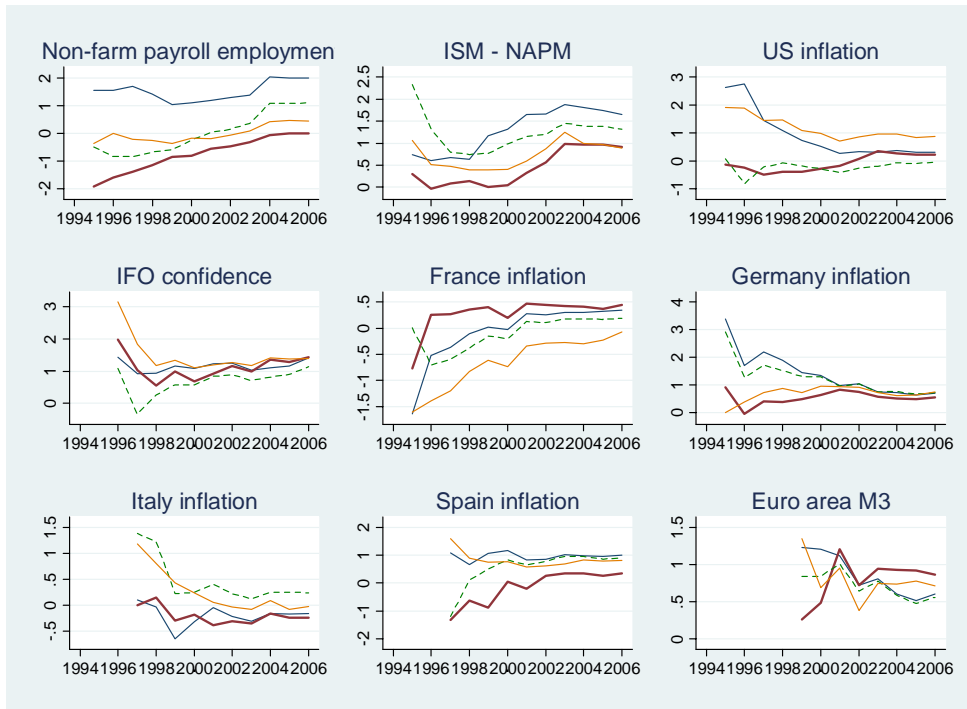 Non-farm payroll employmen
ISM - NAPM
US inflation
-2 -1 0 1 2
0 .5 1 1.5 2 2.5
-1 0 1 2 3
1994 1996 1998 2000 2002 2004 2006
1994 1996 1998 2000 2002 2004 2006
1994 1996 1998 2000 2002 2004 2006
IFO confidence
France inflation
Germany inflation
0 1 2 3
-1.5 -1 -.5 0 .5
0 1 2 3 4
1994 1996 1998 2000 2002 2004 2006
1994 1996 1998 2000 2002 2004 2006
1994 1996 1998 2000 2002 2004 2006
Italy inflation
Spain inflation
Euro area M3
-.5 0 .5 1 1.5
-2 -1 0 1 2
0 .5 1 1.5
1994 1996 1998 2000 2002 2004 2006
1994 1996 1998 2000 2002 2004 2006
1994 1996 1998 2000 2002 2004 2006